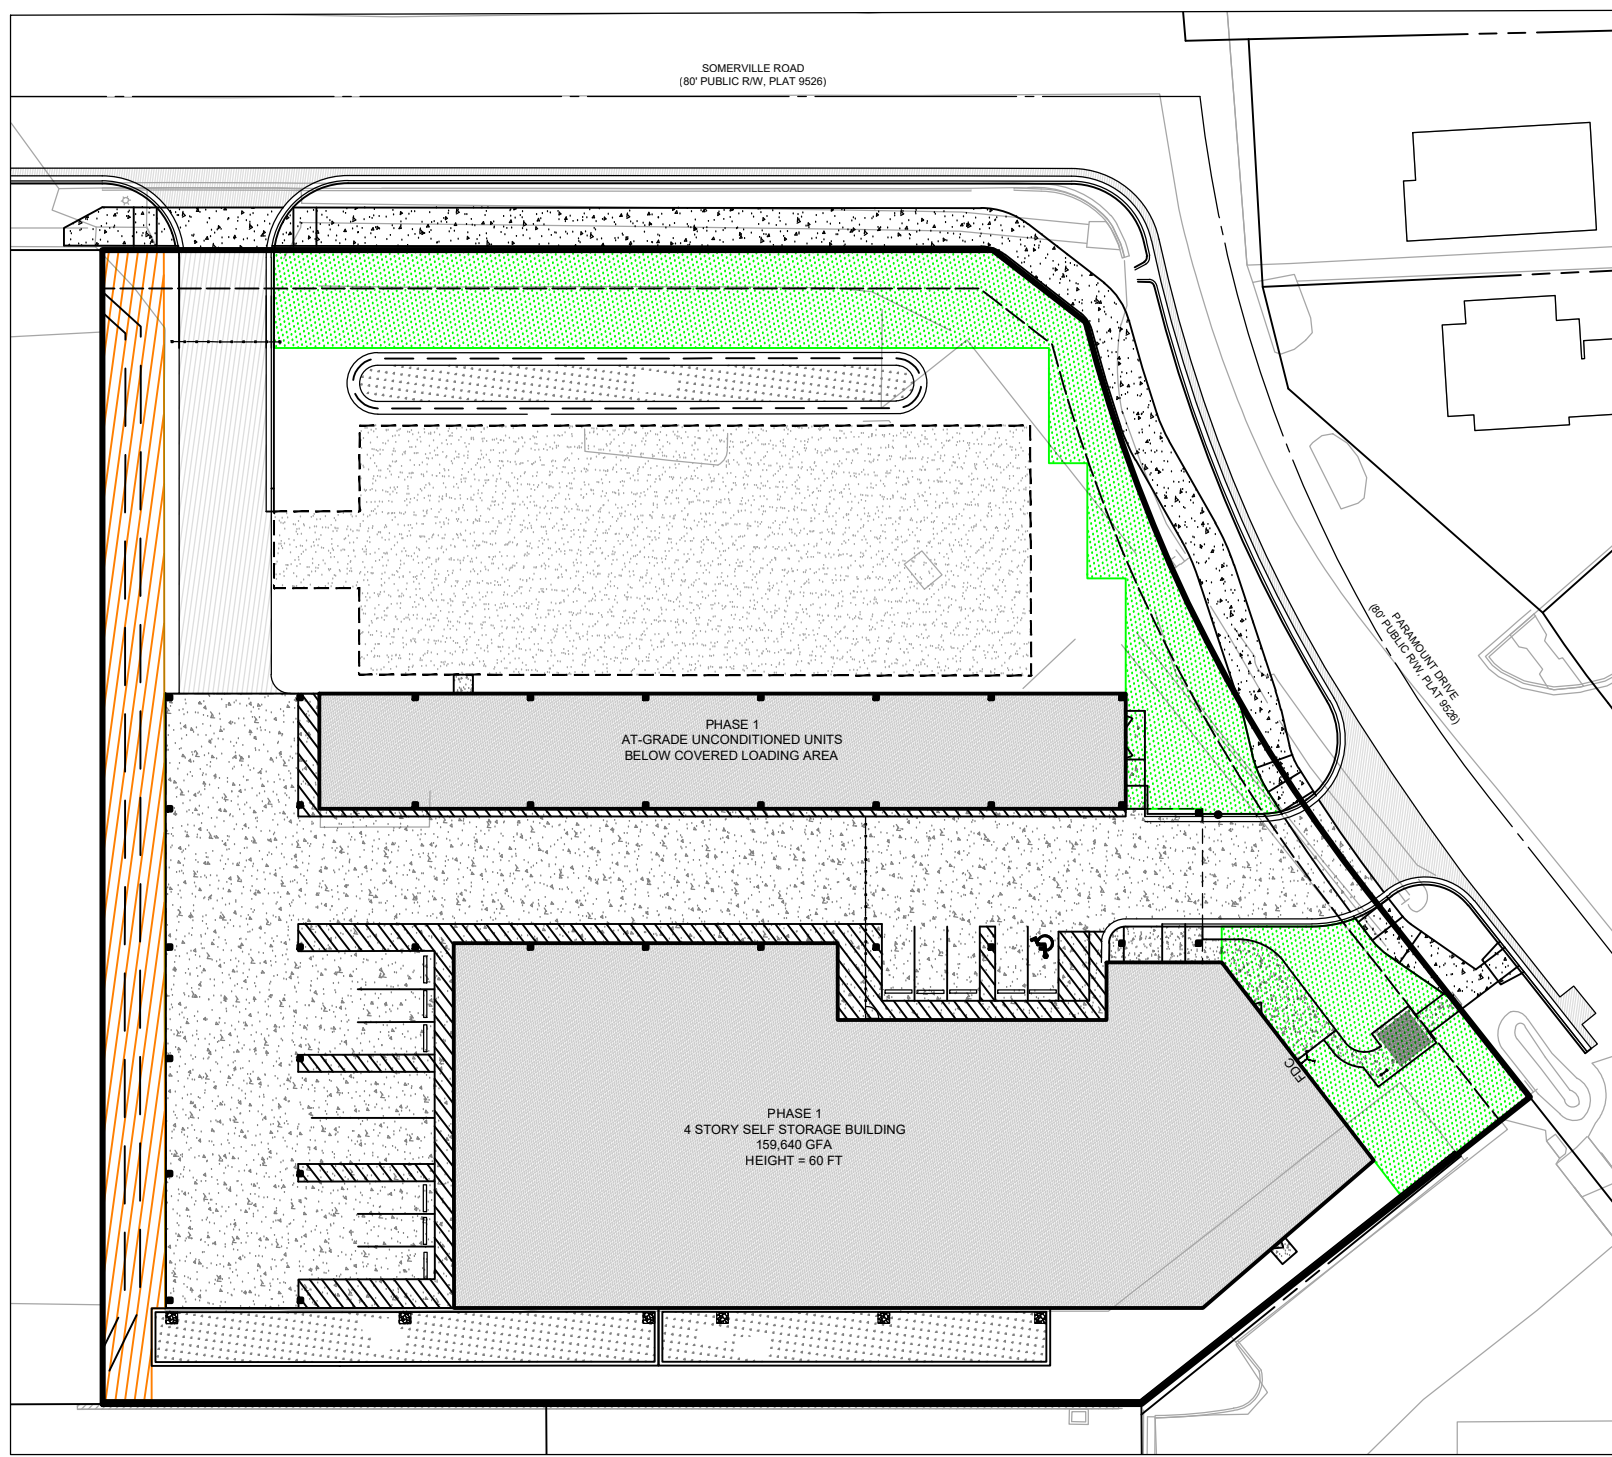 SOMERVILLE ROAD
(80' PUBLIC R/W, PLAT 9526)
PARAMOUNT DRIVE
(80' PUBLIC R/W, PLAT 9526)
PHASE 1
AT-GRADE UNCONDITIONED UNITS
BELOW COVERED LOADING AREA
FDC
PHASE 1
4 STORY SELF STORAGE BUILDING
159,640 GFA
HEIGHT = 60 FT